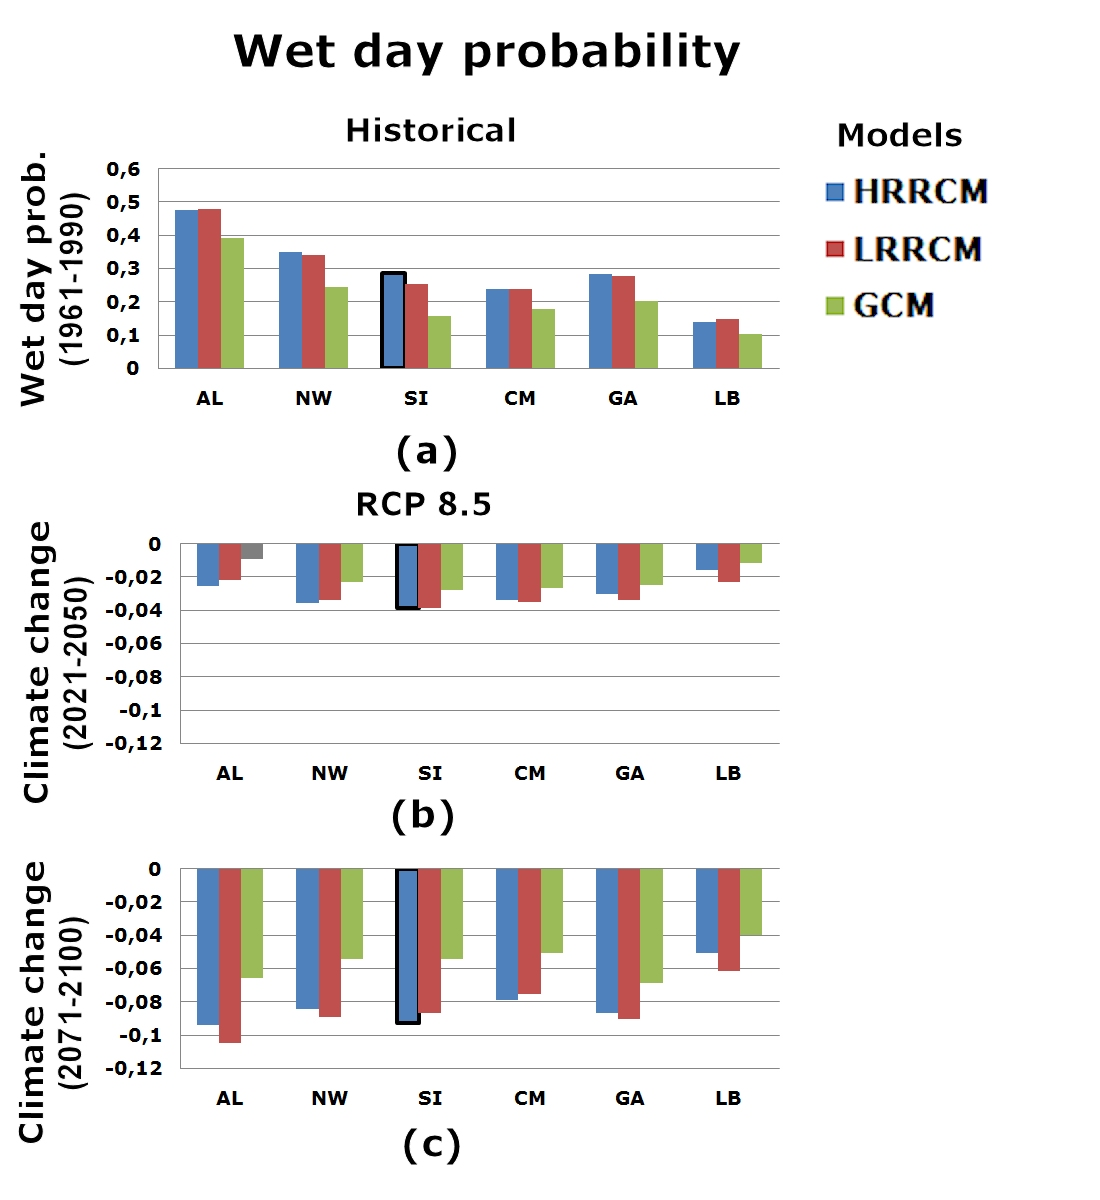 Wet day probability
Historical
Models
HRRCM
LRRCM
GCM
Wet day prob.
(1961-1990)
0,6
0,5
0,4
0,3
0,2
0,1
0
AL NW SI CM GA LB
(a)
RCP 8.5
Climate change
(2021-2050)
0
-0,02
-0,04
-0,06
-0,08
-0,1
-0,12
AL NW SI CM GA LB
(b)
Climate change
(2071-2100)
0
-0,02
-0,04
-0,06
-0,08
-0,1
-0,12
AL NW SI CM GA LB
(c)